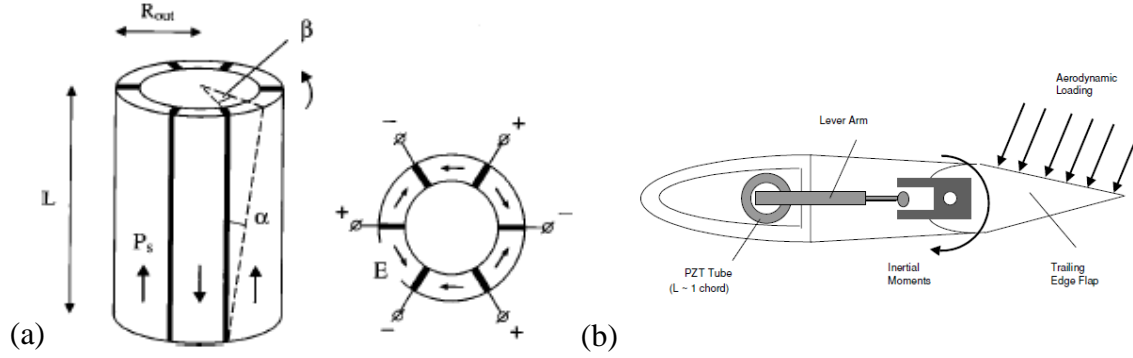 R_out
β
L
α
P_s
− +
+ −
E
− +
(a)
Aerodynamic
Loading
Lever Arm
PZT Tube
(L ~ 1 chord)
Inertial
Moments
Trailing
Edge Flap
(b)